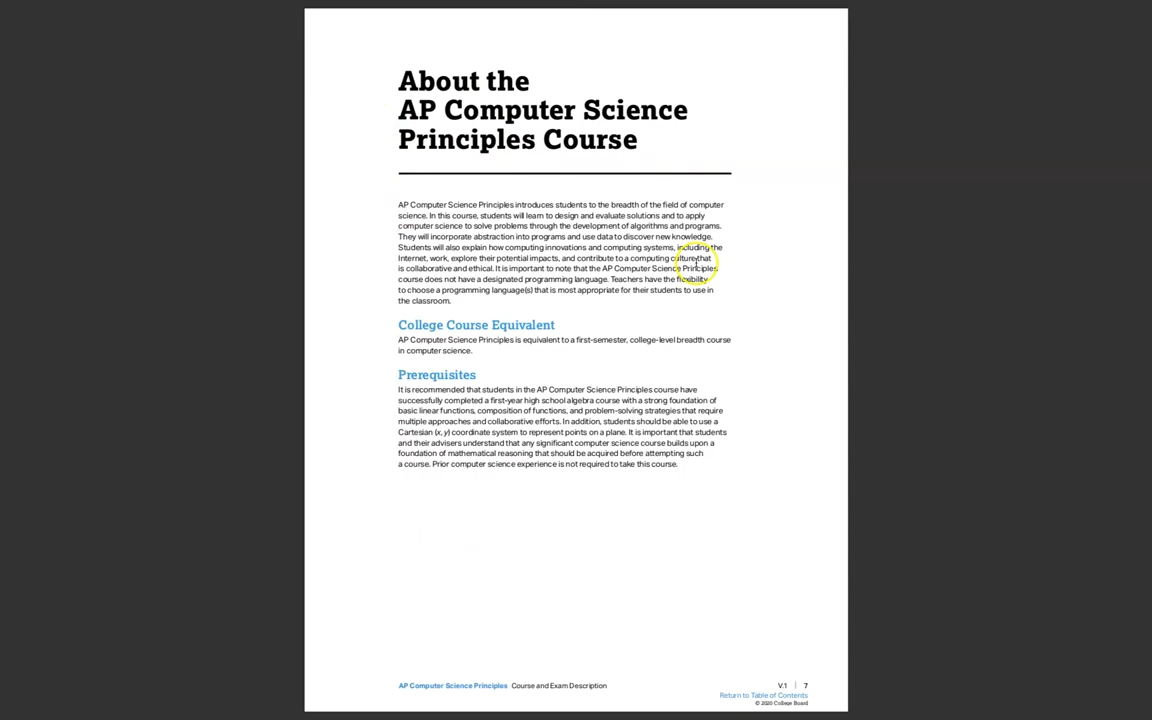 About the
AP Computer Science
Principles Course
AP Computer Science Principles introduces students to the breadth of the field of computer
science. In this course, students will learn to design and evaluate solutions and to apply
computer science to solve problems through the development of algorithms and programs.
They will incorporate abstraction into programs and use data to discover new knowledge.
Students will also explain how computing innovations and computing systems, including the
Internet, work, explore their potential impacts, and contribute to a computing culture that
is collaborative and ethical. It is important to note that the AP Computer Science Principles
course does not have a designated programming language. Teachers have the flexibility
to choose a programming language(s) that is most appropriate for their students to use in
the classroom.
College Course Equivalent
AP Computer Science Principles is equivalent to a first-semester, college-level breadth course
in computer science.
Prerequisites
It is recommended that students in the AP Computer Science Principles course have
successfully completed a first-year high school algebra course with a strong foundation of
basic linear functions, composition of functions, and problem-solving strategies that require
multiple approaches and collaborative efforts. In addition, students should be able to use a
Cartesian (x, y) coordinate system to represent points on a plane. It is important that students
and their advisers understand that any significant computer science course builds upon a
foundation of mathematical reasoning that should be acquired before attempting such
a course. Prior computer science experience is not required to take this course.
AP Computer Science Principles Course and Exam Description
V.1 | 7
Return to Table of Contents
© 2020 College Board